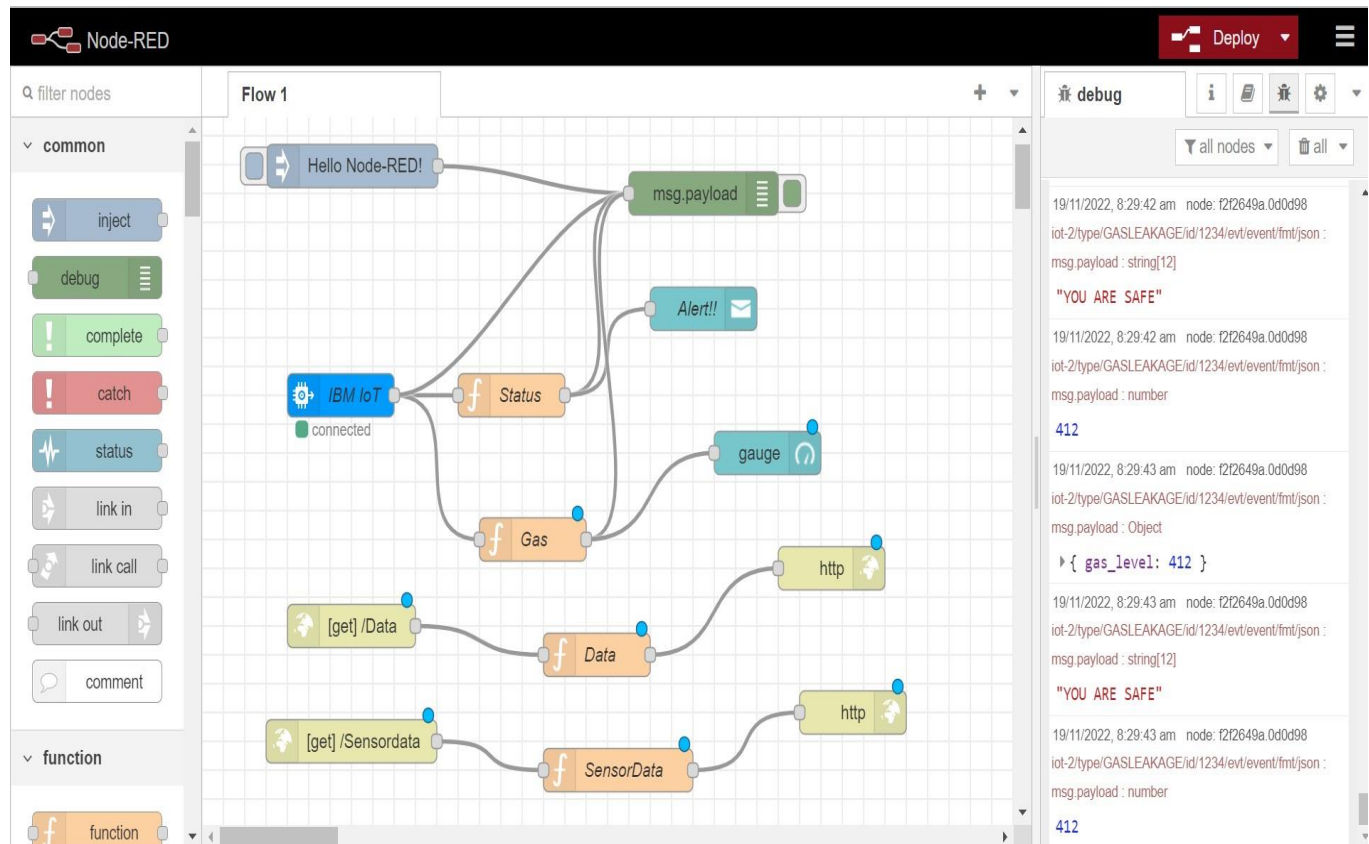 Node-RED
Deploy
filter nodes
common
inject
debug
complete
catch
status
link in
link call
link out
comment
function
function
Flow 1
Hello Node-RED!
msg.payload
Alert!!
IBM IoT
connected
Status
gauge
Gas
http
[get] /Data
Data
http
[get] /Sensordata
SensorData
debug
i
all nodes
all
19/11/2022, 8:29:42 am node: f2f2649a.0d0d98
iot-2/type/GASLEAKAGE/id/1234/evt/event/fmt/json :
msg.payload : string[12]
"YOU ARE SAFE"
19/11/2022, 8:29:42 am node: f2f2649a.0d0d98
iot-2/type/GASLEAKAGE/id/1234/evt/event/fmt/json :
msg.payload : number
412
19/11/2022, 8:29:43 am node: f2f2649a.0d0d98
iot-2/type/GASLEAKAGE/id/1234/evt/event/fmt/json :
msg.payload : Object
{ gas_level: 412 }
19/11/2022, 8:29:43 am node: f2f2649a.0d0d98
iot-2/type/GASLEAKAGE/id/1234/evt/event/fmt/json :
msg.payload : string[12]
"YOU ARE SAFE"
19/11/2022, 8:29:43 am node: f2f2649a.0d0d98
iot-2/type/GASLEAKAGE/id/1234/evt/event/fmt/json :
msg.payload : number
412